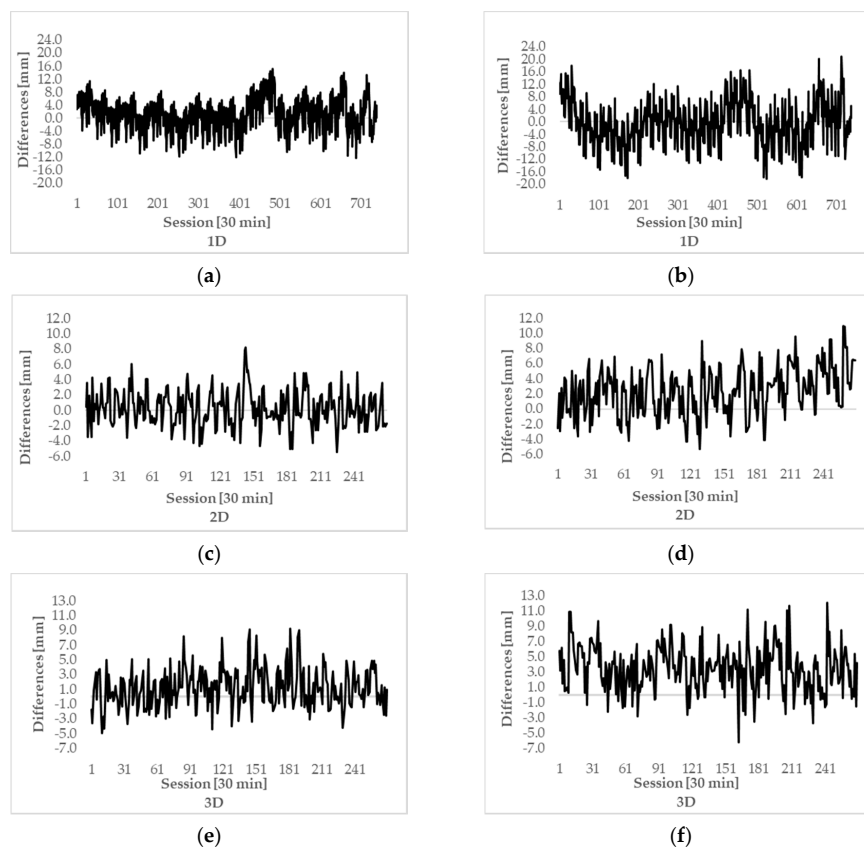 Differences [mm]
24.0
20.0
16.0
12.0
8.0
4.0
0.0
-4.0
-8.0
-12.0
-16.0
-20.0
1 101 201 301 401 501 601 701
Session [30 min]
1D
(a)
Differences [mm]
24.0
20.0
16.0
12.0
8.0
4.0
0.0
-4.0
-8.0
-12.0
-16.0
-20.0
1 101 201 301 401 501 601 701
Session [30 min]
1D
(b)
Differences [mm]
12.0
10.0
8.0
6.0
4.0
2.0
0.0
-2.0
-4.0
-6.0
1 31 61 91 121 151 181 211 241
Session [30 min]
2D
(c)
Differences [mm]
12.0
10.0
8.0
6.0
4.0
2.0
0.0
-2.0
-4.0
-6.0
1 31 61 91 121 151 181 211 241
Session [30 min]
2D
(d)
Differences [mm]
13.0
11.0
9.0
7.0
5.0
3.0
1.0
-1.0
-3.0
-5.0
-7.0
1 31 61 91 121 151 181 211 241
Session [30 min]
3D
(e)
Differences [mm]
13.0
11.0
9.0
7.0
5.0
3.0
1.0
-1.0
-3.0
-5.0
-7.0
1 31 61 91 121 151 181 211 241
Session [30 min]
3D
(f)